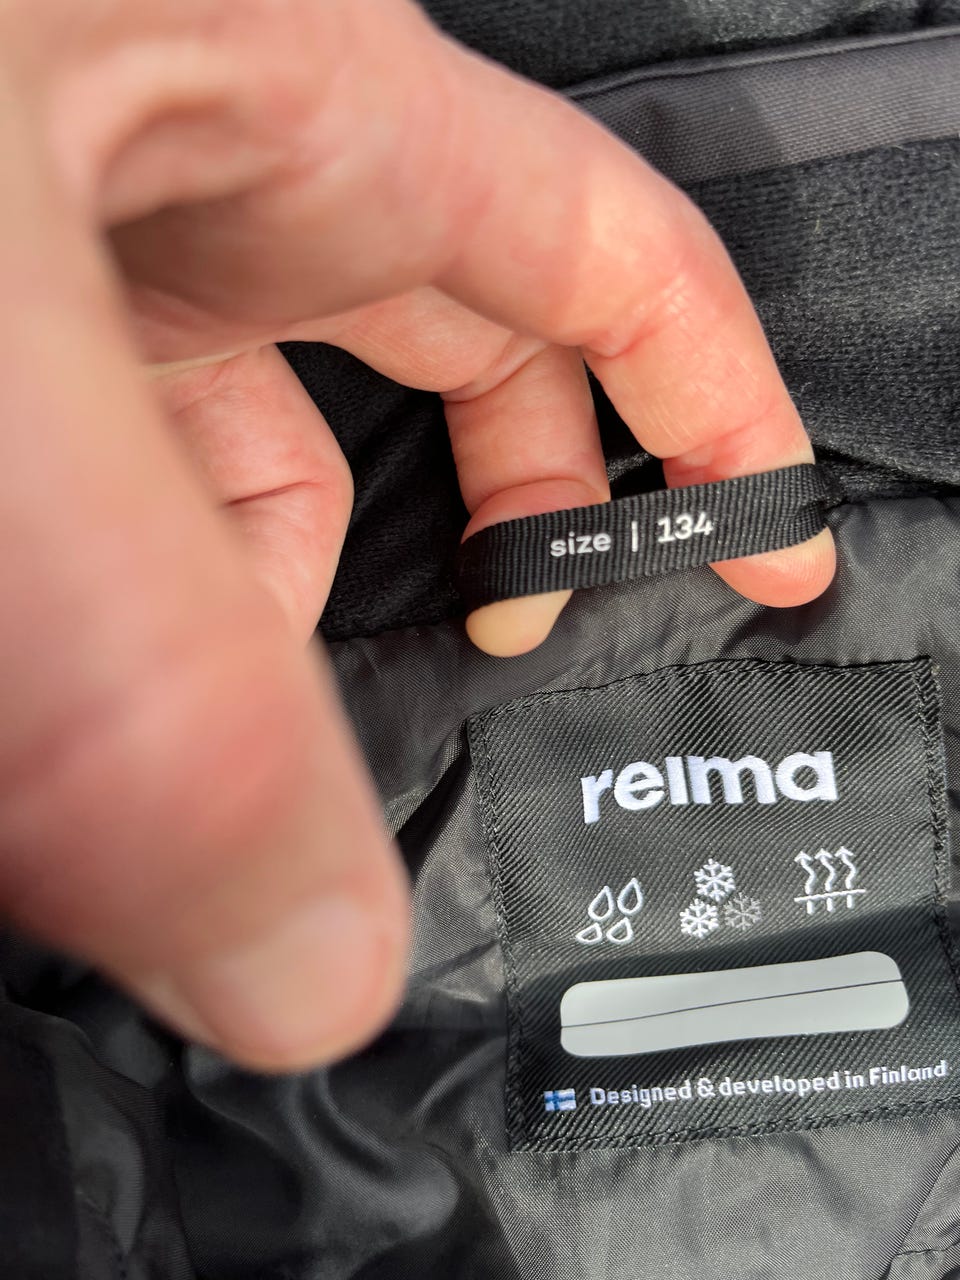 size | 134
reima
Designed & developed in Finland